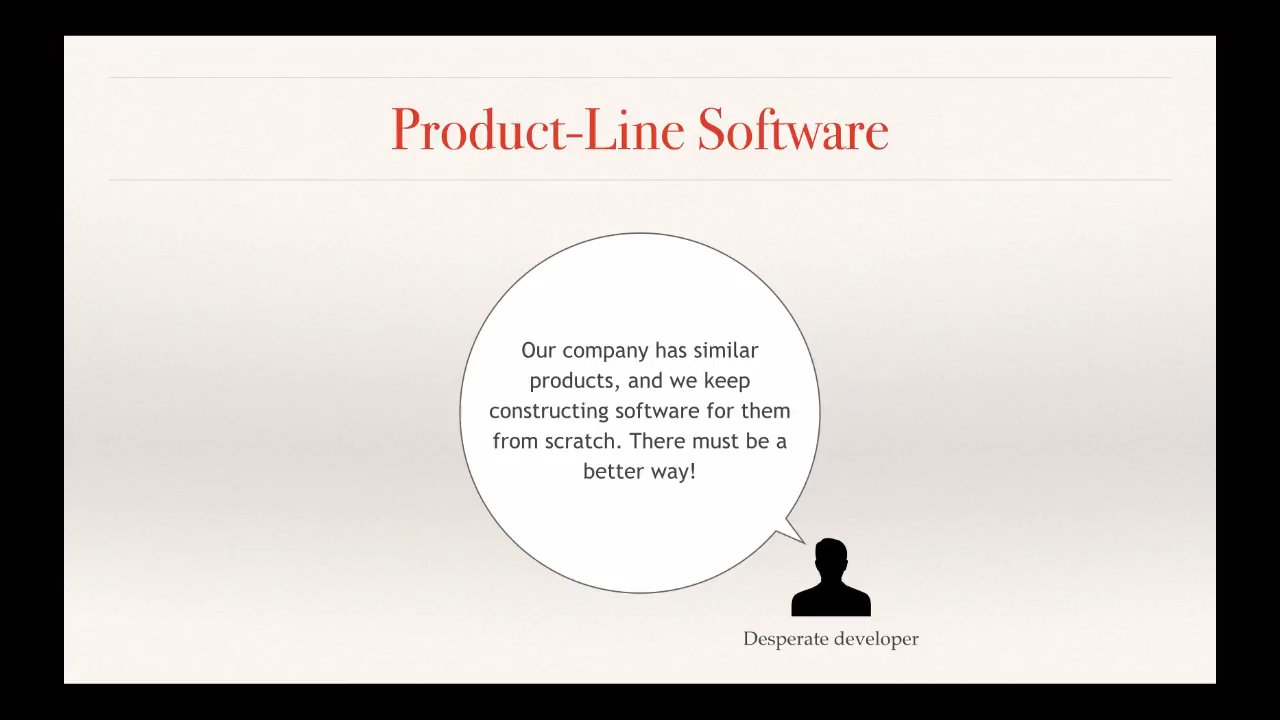 Product-Line Software
Our company has similar
products, and we keep
constructing software for them
from scratch. There must be a
better way!
Desperate developer